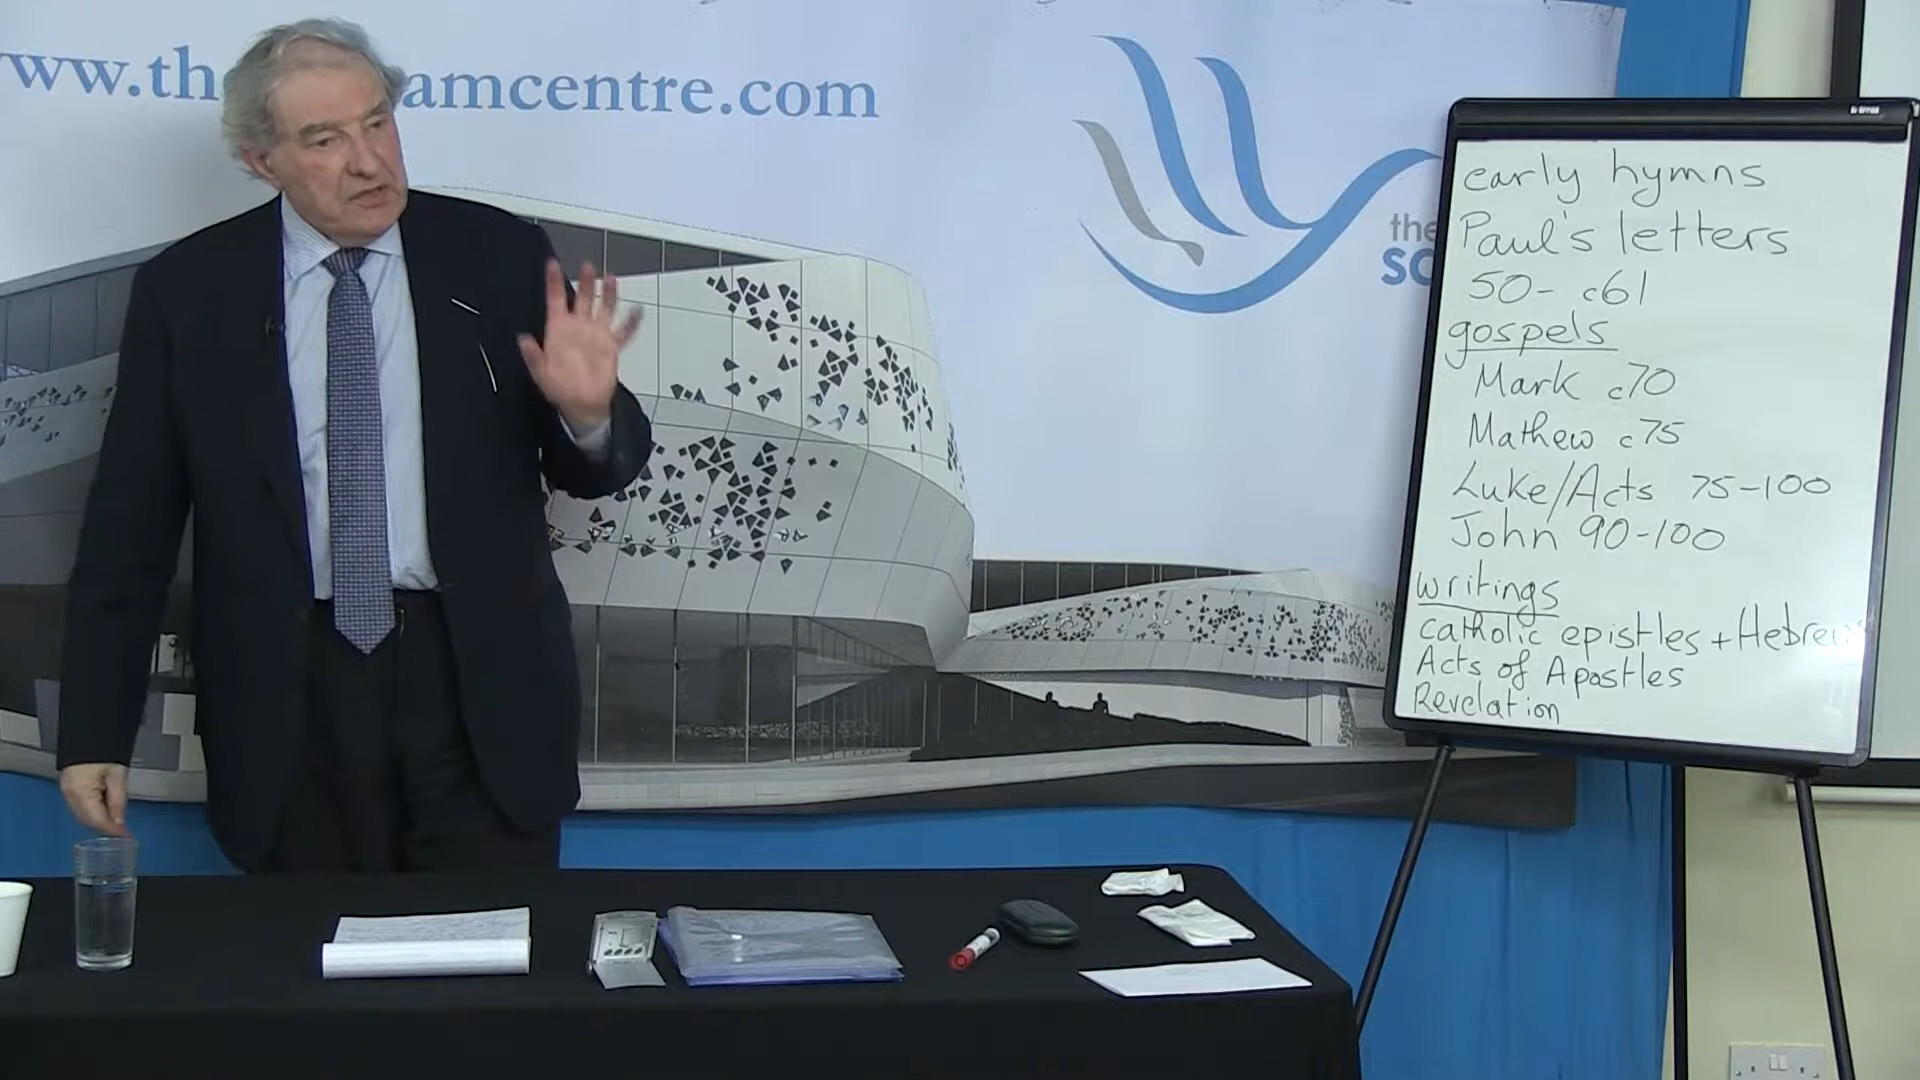 www.th amcentre.com
the
SC
early hymns
Paul's letters
50- c61
gospels
Mark c70
Mathew c75
Luke/Acts 75-100
John 90-100
writings
catholic epistles + Hebrews
Acts of Apostles
Revelation